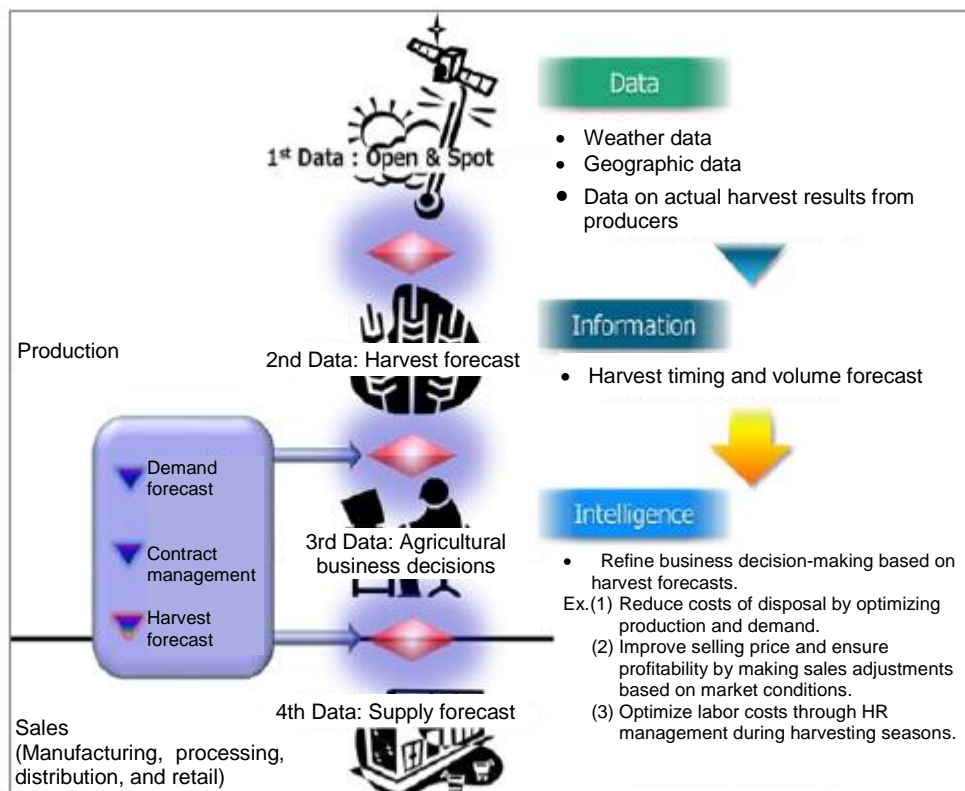 1st Data : Open & Spot
Production
2nd Data: Harvest forecast
Demand
forecast
Contract
management
Harvest
forecast
3rd Data: Agricultural
business decisions
4th Data: Supply forecast
Sales
(Manufacturing, processing,
distribution, and retail)
Data
• Weather data
• Geographic data
• Data on actual harvest results from
producers
Information
• Harvest timing and volume forecast
Intelligence
• Refine business decision-making based on
harvest forecasts.
Ex.(1) Reduce costs of disposal by optimizing
production and demand.
(2) Improve selling price and ensure
profitability by making sales adjustments
based on market conditions.
(3) Optimize labor costs through HR
management during harvesting seasons.